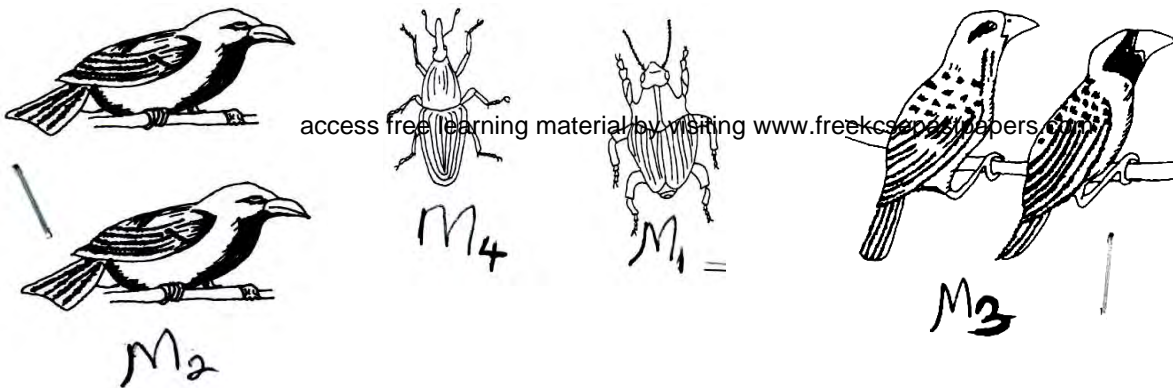 access free learning material by visiting www.freekcsepastpapers.com
M4
M1
M3
M2